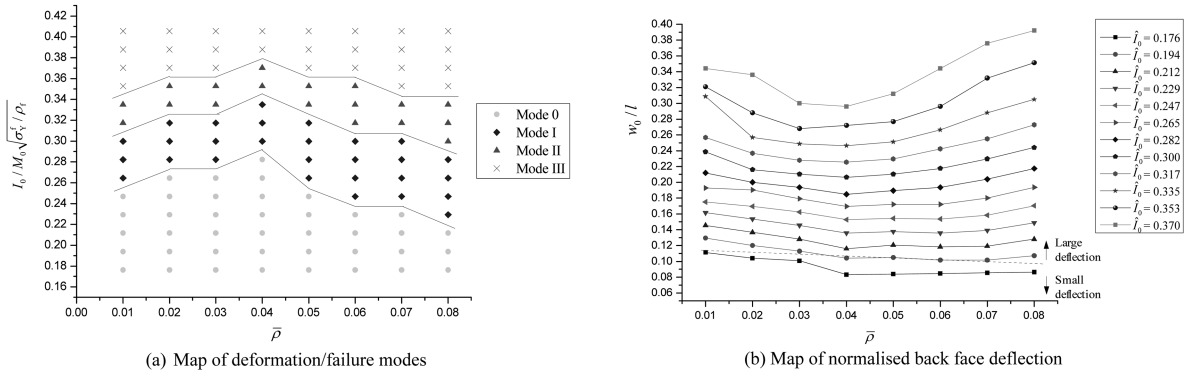 0.42
0.40
0.38
0.36
0.34
0.32
0.30
0.28
0.26
0.24
0.22
0.20
0.18
0.16
I₀ / M₀√σ_Y^f / ρ_f
0.00 0.01 0.02 0.03 0.04 0.05 0.06 0.07 0.08
ρ̅
Mode 0
Mode I
Mode II
Mode III
(a) Map of deformation/failure modes
0.40
0.38
0.36
0.34
0.32
0.30
0.28
0.26
0.24
0.22
0.20
0.18
0.16
0.14
0.12
0.10
0.08
0.06
w₀ / l
0.01 0.02 0.03 0.04 0.05 0.06 0.07 0.08
ρ̅
Large
deflection
Small
deflection
Î₀ = 0.176
Î₀ = 0.194
Î₀ = 0.212
Î₀ = 0.229
Î₀ = 0.247
Î₀ = 0.265
Î₀ = 0.282
Î₀ = 0.300
Î₀ = 0.317
Î₀ = 0.335
Î₀ = 0.353
Î₀ = 0.370
(b) Map of normalised back face deflection